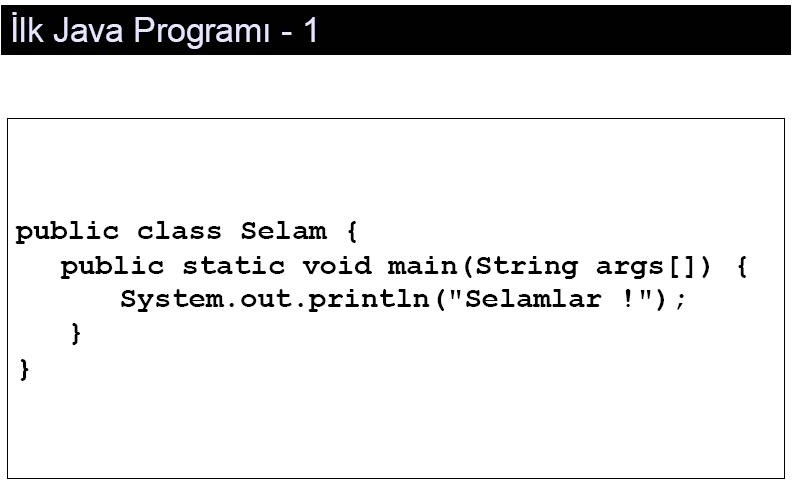 İlk Java Programı - 1
public class Selam {
public static void main(String args[]) {
System.out.println("Selamlar !");
}
}